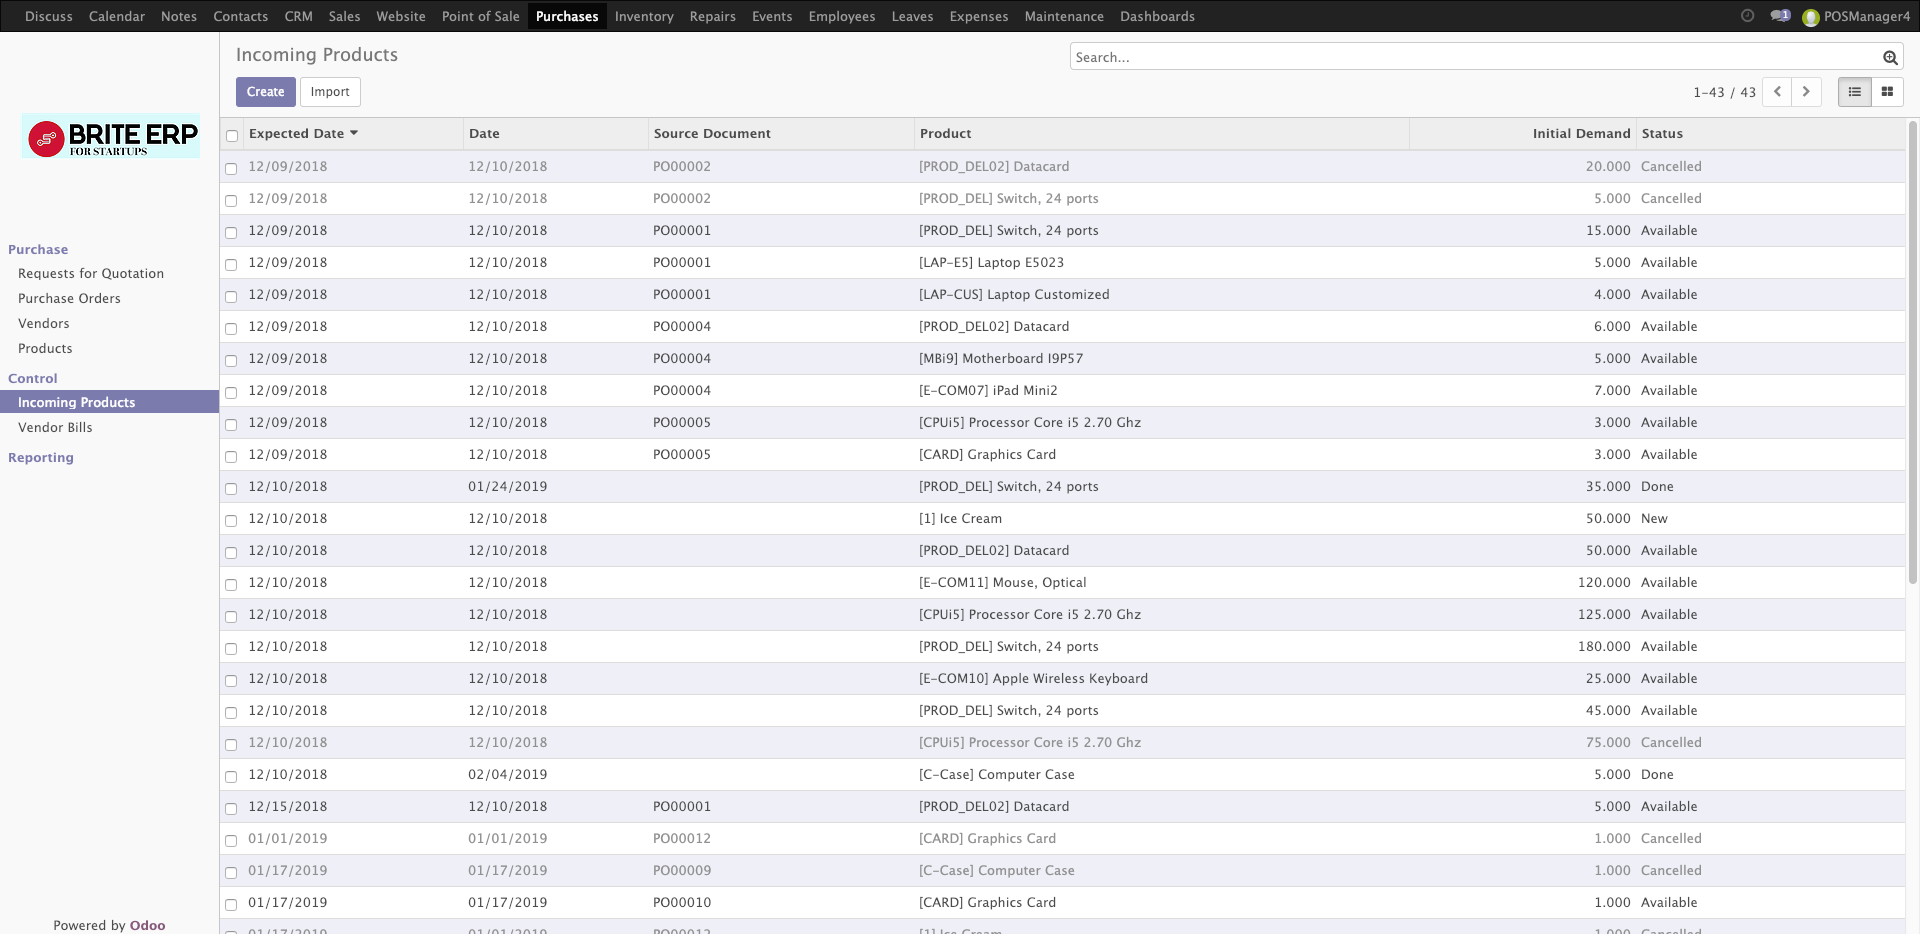 Discuss Calendar Notes Contacts CRM Sales Website Point of Sale Purchases Inventory Repairs Events Employees Leaves Expenses Maintenance Dashboards 1 POSManager4
Incoming Products
Search...
Create Import
1-43 / 43
BRITE ERP
FOR STARTUPS
Purchase
Requests for Quotation
Purchase Orders
Vendors
Products
Control
Incoming Products
Vendor Bills
Reporting
Powered by Odoo
Expected Date Date Source Document Product Initial Demand Status
12/09/2018 12/10/2018 PO00002 [PROD_DEL02] Datacard 20.000 Cancelled
12/09/2018 12/10/2018 PO00002 [PROD_DEL] Switch, 24 ports 5.000 Cancelled
12/09/2018 12/10/2018 PO00001 [PROD_DEL] Switch, 24 ports 15.000 Available
12/09/2018 12/10/2018 PO00001 [LAP-E5] Laptop E5023 5.000 Available
12/09/2018 12/10/2018 PO00001 [LAP-CUS] Laptop Customized 4.000 Available
12/09/2018 12/10/2018 PO00004 [PROD_DEL02] Datacard 6.000 Available
12/09/2018 12/10/2018 PO00004 [MBi9] Motherboard I9P57 5.000 Available
12/09/2018 12/10/2018 PO00004 [E-COM07] iPad Mini2 7.000 Available
12/09/2018 12/10/2018 PO00005 [CPUi5] Processor Core i5 2.70 Ghz 3.000 Available
12/09/2018 12/10/2018 PO00005 [CARD] Graphics Card 3.000 Available
12/10/2018 01/24/2019 [PROD_DEL] Switch, 24 ports 35.000 Done
12/10/2018 12/10/2018 [1] Ice Cream 50.000 New
12/10/2018 12/10/2018 [PROD_DEL02] Datacard 50.000 Available
12/10/2018 12/10/2018 [E-COM11] Mouse, Optical 120.000 Available
12/10/2018 12/10/2018 [CPUi5] Processor Core i5 2.70 Ghz 125.000 Available
12/10/2018 12/10/2018 [PROD_DEL] Switch, 24 ports 180.000 Available
12/10/2018 12/10/2018 [E-COM10] Apple Wireless Keyboard 25.000 Available
12/10/2018 12/10/2018 [PROD_DEL] Switch, 24 ports 45.000 Available
12/10/2018 12/10/2018 [CPUi5] Processor Core i5 2.70 Ghz 75.000 Cancelled
12/10/2018 02/04/2019 [C-Case] Computer Case 5.000 Done
12/15/2018 12/10/2018 PO00001 [PROD_DEL02] Datacard 5.000 Available
01/01/2019 01/01/2019 PO00012 [CARD] Graphics Card 1.000 Cancelled
01/17/2019 01/17/2019 PO00009 [C-Case] Computer Case 1.000 Cancelled
01/17/2019 01/17/2019 PO00010 [CARD] Graphics Card 1.000 Available
01/17/2019 01/01/2019 PO00012 [1] Ice Cream 1.000 Cancelled